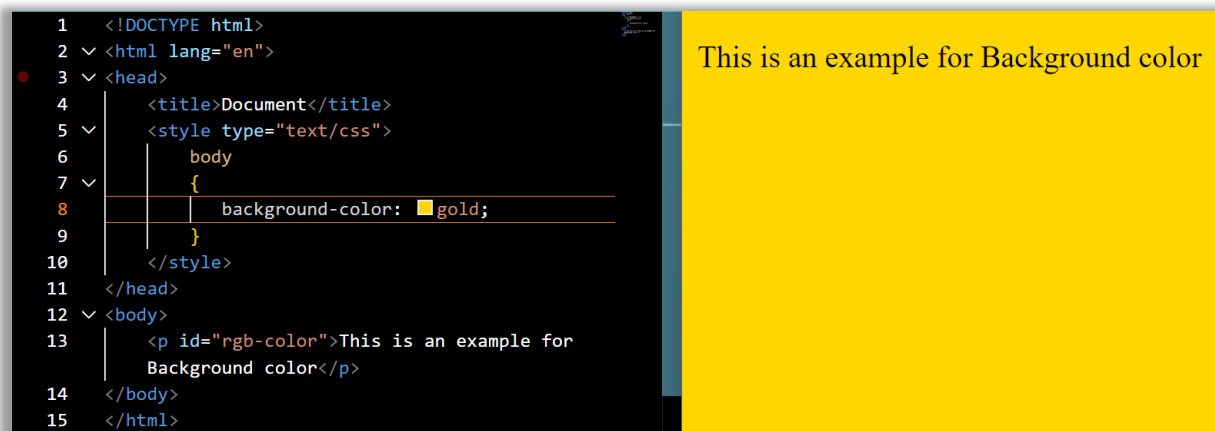 1 <!DOCTYPE html>
2 <html lang="en">
3 <head>
4 <title>Document</title>
5 <style type="text/css">
6 body
7 {
8 background-color: gold;
9 }
10 </style>
11 </head>
12 <body>
13 <p id="rgb-color">This is an example for
Background color</p>
14 </body>
15 </html>
This is an example for Background color